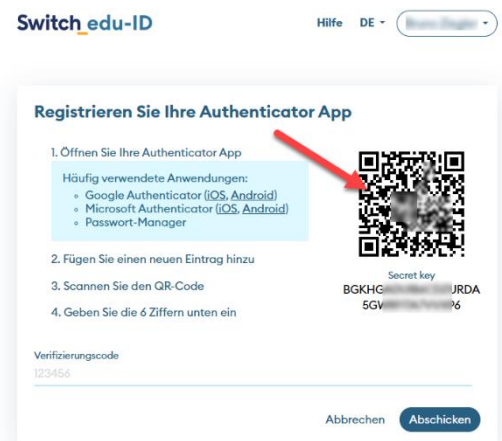 Switch edu-ID
Hilfe DE
Registrieren Sie Ihre Authenticator App
1. Öffnen Sie Ihre Authenticator App
Häufig verwendete Anwendungen:
Google Authenticator (iOS, Android)
Microsoft Authenticator (iOS, Android)
Passwort-Manager
2. Fügen Sie einen neuen Eintrag hinzu
3. Scannen Sie den QR-Code
4. Geben Sie die 6 Ziffern unten ein
Secret key
Verifizierungscode
123456
Abbrechen Abschicken